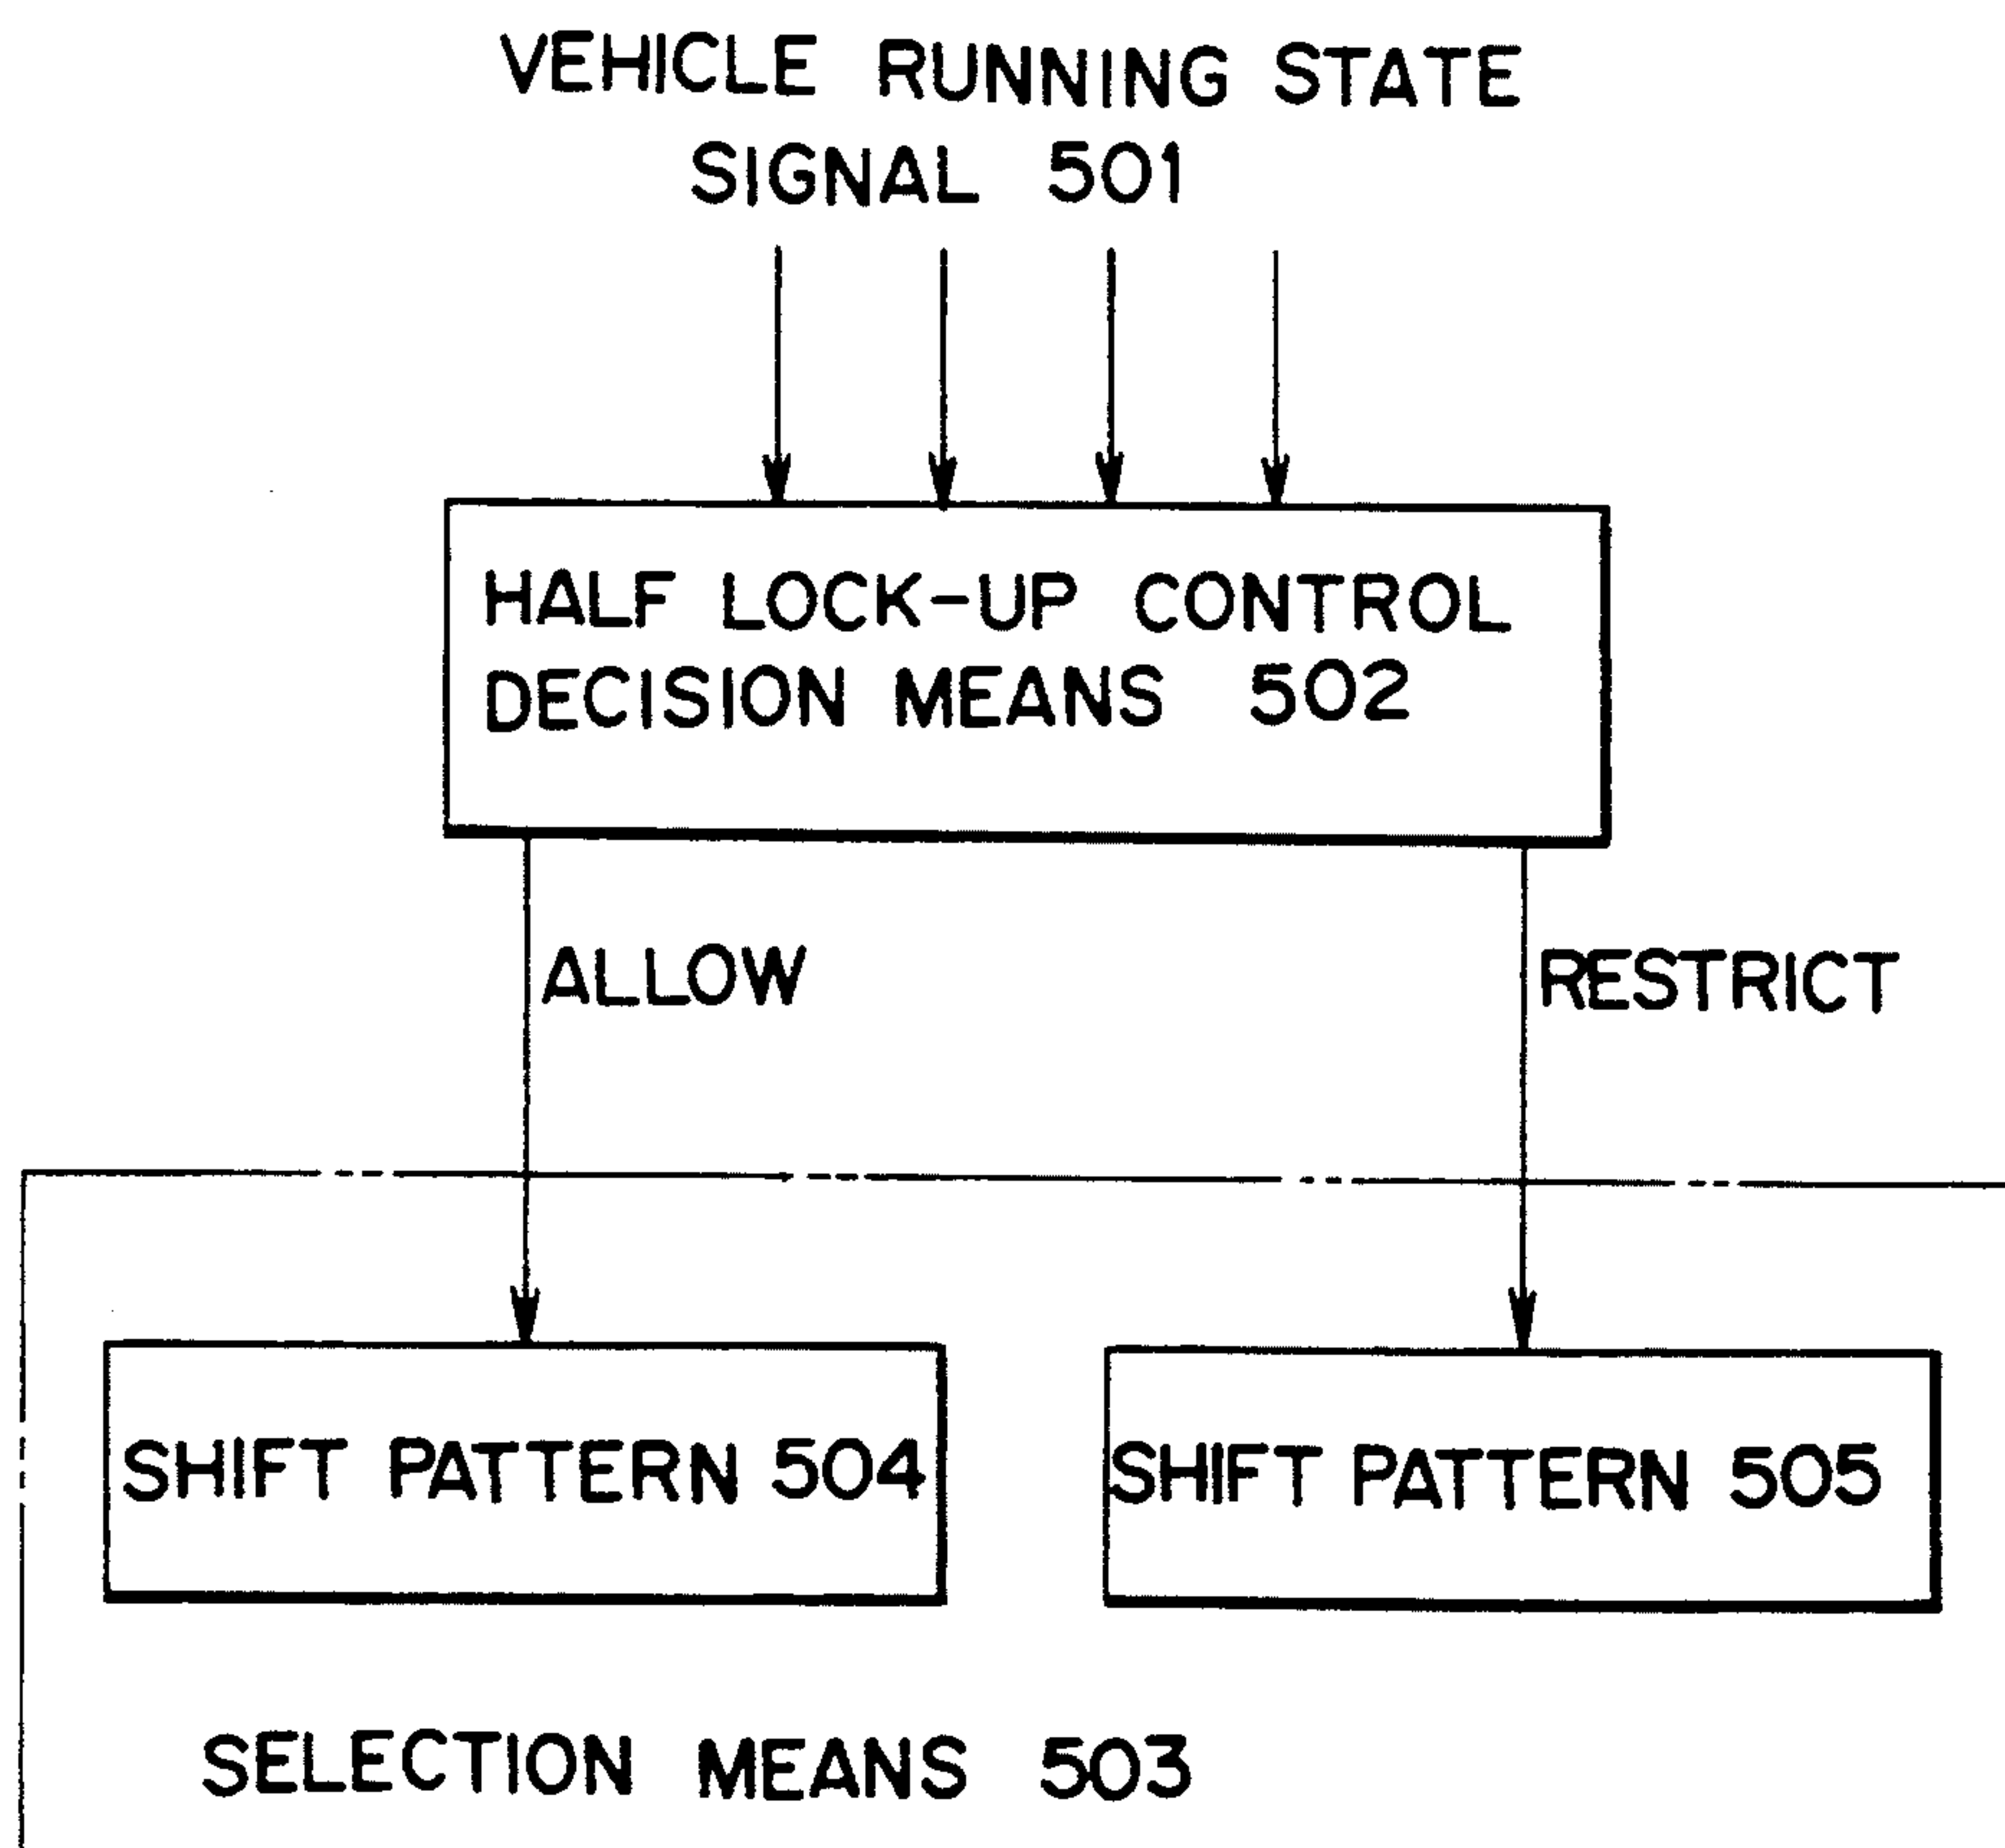 VEHICLE RUNNING STATE
SIGNAL 501
HALF LOCK-UP CONTROL
DECISION MEANS 502
ALLOW
RESTRICT
SHIFT PATTERN 504
SHIFT PATTERN 505
SELECTION MEANS 503